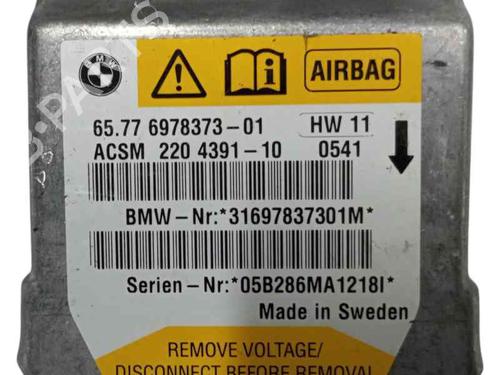 BMW
AIRBAG
65.77 6978373-01 HW 11
ACSM 220 4391-10 0541
BMW-Nr:*31697837301M*
Serien-Nr:*05B286MA1218I*
Made in Sweden
REMOVE VOLTAGE/
DISCONNECT BEFORE REMOVAL